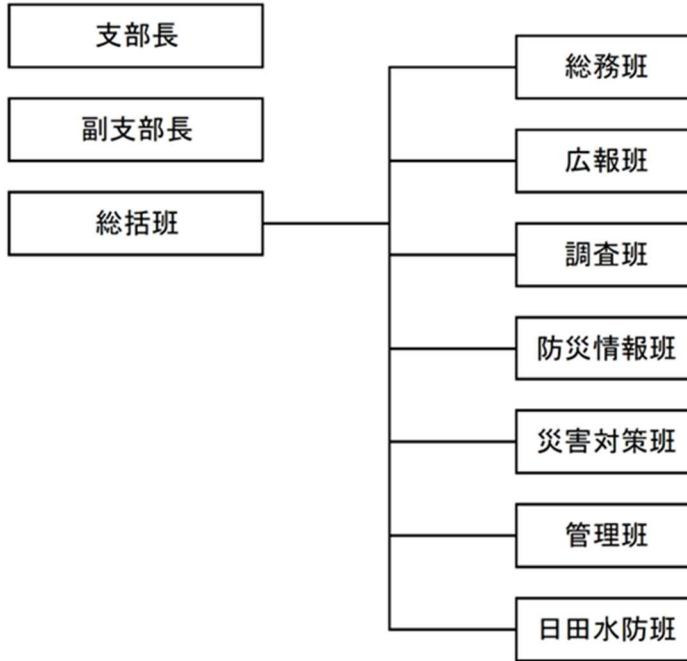 支部長
副支部長
総括班
総務班
広報班
調査班
防災情報班
災害対策班
管理班
日田水防班